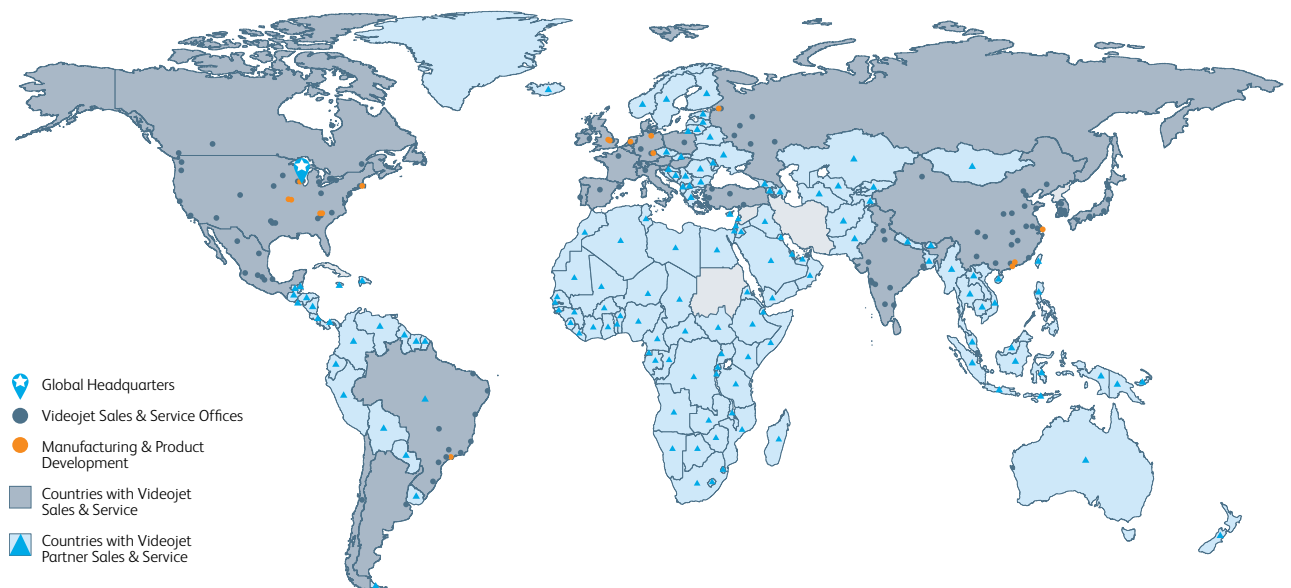 Global Headquarters
Videojet Sales & Service Offices
Manufacturing & Product
Development
Countries with Videojet
Sales & Service
Countries with Videojet
Partner Sales & Service